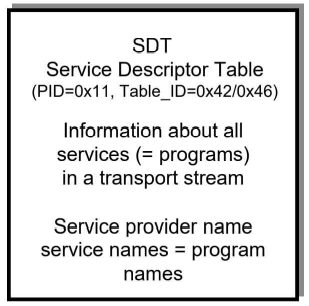 SDT
Service Descriptor Table
(PID=0x11, Table_ID=0x42/0x46)
Information about all
services (= programs)
in a transport stream
Service provider name
service names = program
names